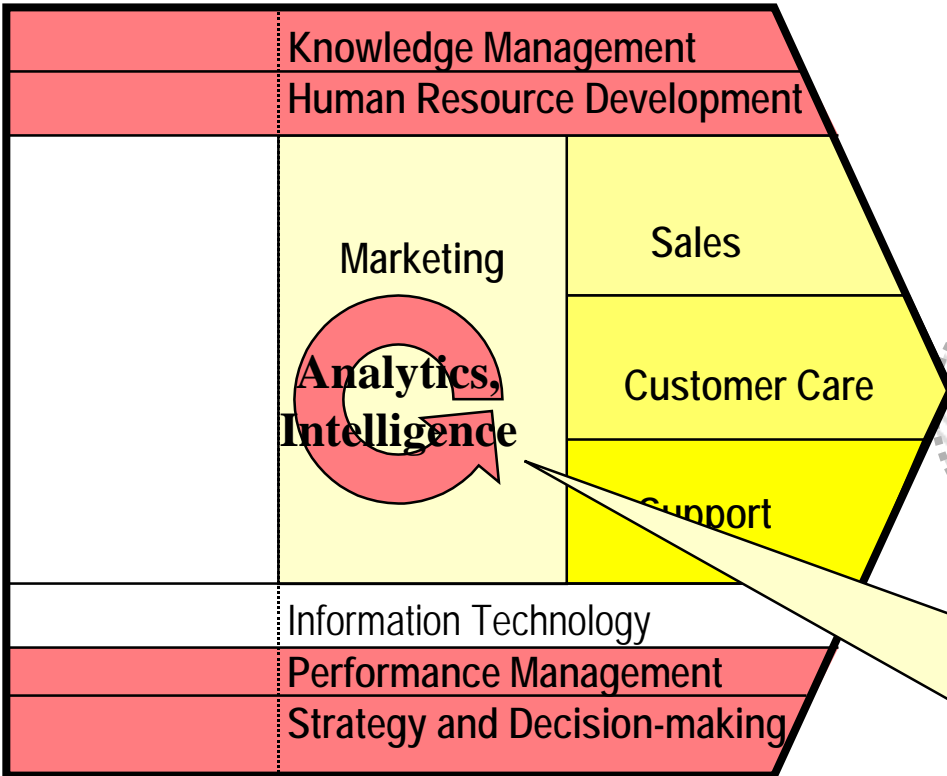 Knowledge Management
Human Resource Development
Marketing
Sales
Analytics,
Intelligence
Customer Care
Support
Information Technology
Performance Management
Strategy and Decision-making